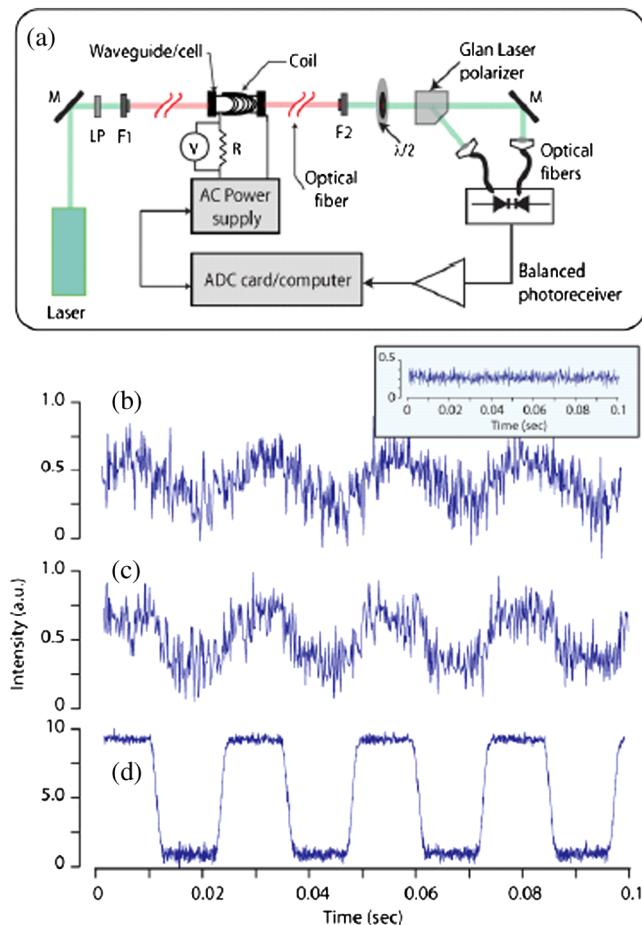 (a)
Waveguide/cell
Coil
Glan Laser
polarizer
M
M
LP
F1
F2
λ/2
V
R
Optical
fiber
Optical
fibers
AC Power
supply
ADC card/computer
Balanced
photoreceiver
Laser
0.5
0
0
0.02
0.04
0.06
0.08
0.1
Time (sec)
(b)
1.0
0.5
0
(c)
1.0
0.5
0
Intensity (a.u.)
(d)
10
5.0
0
0
0.02
0.04
0.06
0.08
0.1
Time (sec)